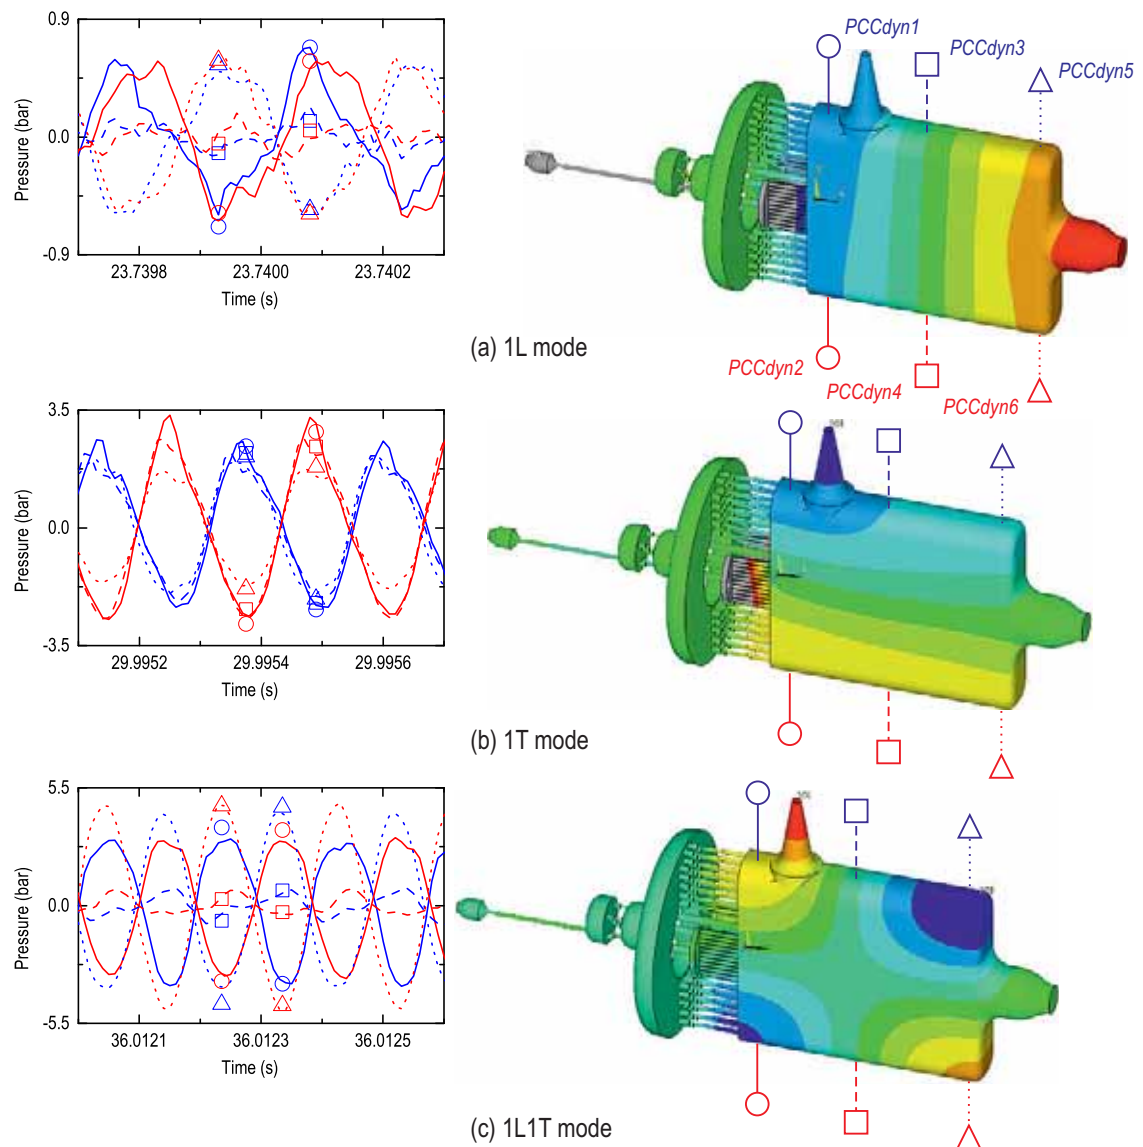 0.9
0.0
-0.9
Pressure (bar)
23.7398
23.7400
23.7402
Time (s)
PCCdyn1
PCCdyn3
PCCdyn5
(a) 1L mode
PCCdyn2
PCCdyn4
PCCdyn6
3.5
0.0
-3.5
Pressure (bar)
29.9952
29.9954
29.9956
Time (s)
(b) 1T mode
5.5
0.0
-5.5
Pressure (bar)
36.0121
36.0123
36.0125
Time (s)
(c) 1L1T mode